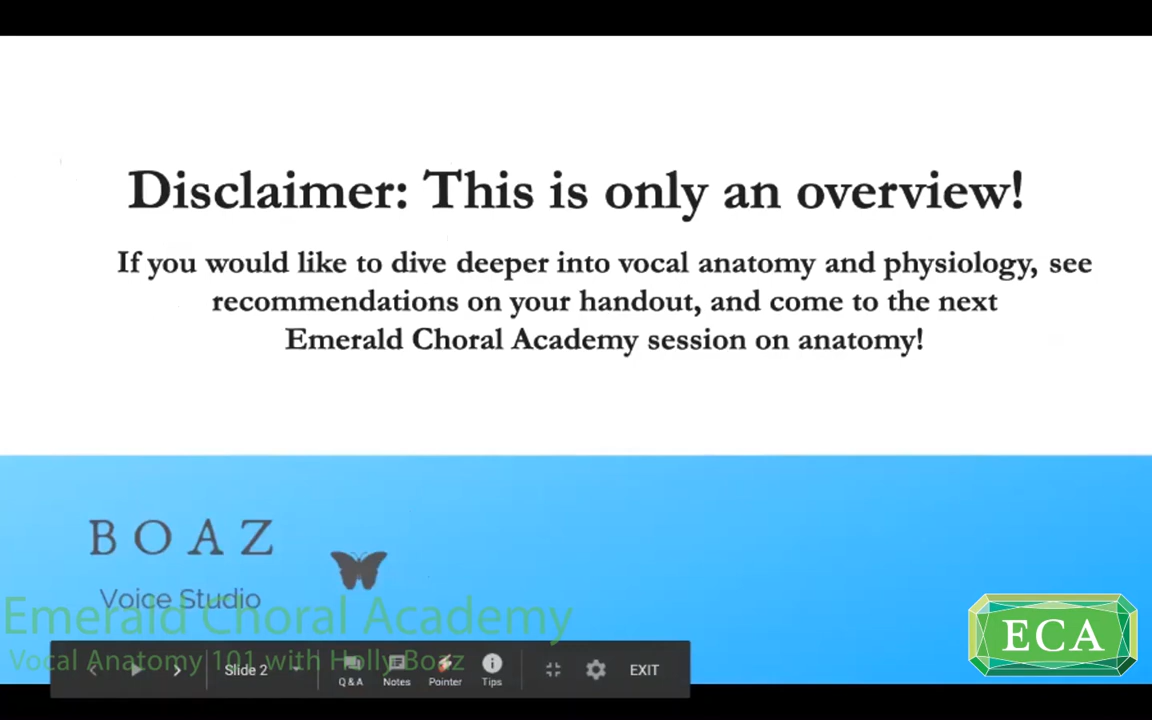 Disclaimer: This is only an overview!
If you would like to dive deeper into vocal anatomy and physiology, see
recommendations on your handout, and come to the next
Emerald Choral Academy session on anatomy!
BOAZ
Voice Studio
Emerald Choral Academy
Vocal Anatomy 101 with Holly Boaz
Slide 2
Q&A
Notes
Pointer
Tips
EXIT
ECA